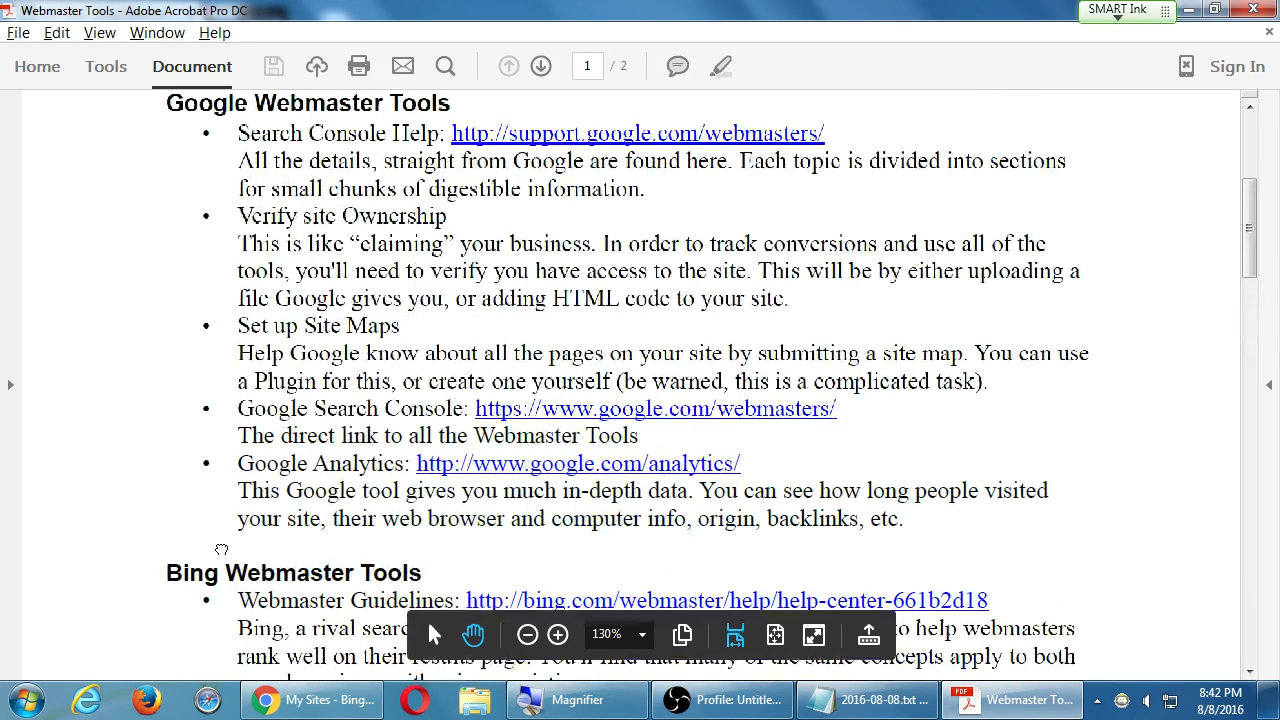 Webmaster Tools - Adobe Acrobat Pro DC
SMART Ink
File Edit View Window Help
Home Tools Document 1 / 2 Sign In
Google Webmaster Tools
• Search Console Help: http://support.google.com/webmasters/
All the details, straight from Google are found here. Each topic is divided into sections
for small chunks of digestible information.
• Verify site Ownership
This is like “claiming” your business. In order to track conversions and use all of the
tools, you'll need to verify you have access to the site. This will be by either uploading a
file Google gives you, or adding HTML code to your site.
• Set up Site Maps
Help Google know about all the pages on your site by submitting a site map. You can use
a Plugin for this, or create one yourself (be warned, this is a complicated task).
• Google Search Console: https://www.google.com/webmasters/
The direct link to all the Webmaster Tools
• Google Analytics: http://www.google.com/analytics/
This Google tool gives you much in-depth data. You can see how long people visited
your site, their web browser and computer info, origin, backlinks, etc.
Bing Webmaster Tools
• Webmaster Guidelines: http://bing.com/webmaster/help/help-center-661b2d18
Bing, a rival sear to help webmasters
130%
rank well on their results page. You'll find that many of the same concepts apply to both
My Sites - Bing... Magnifier Profile: Untitle... 2016-08-08.txt ... PDF Webmaster To... 8:42 PM
8/8/2016